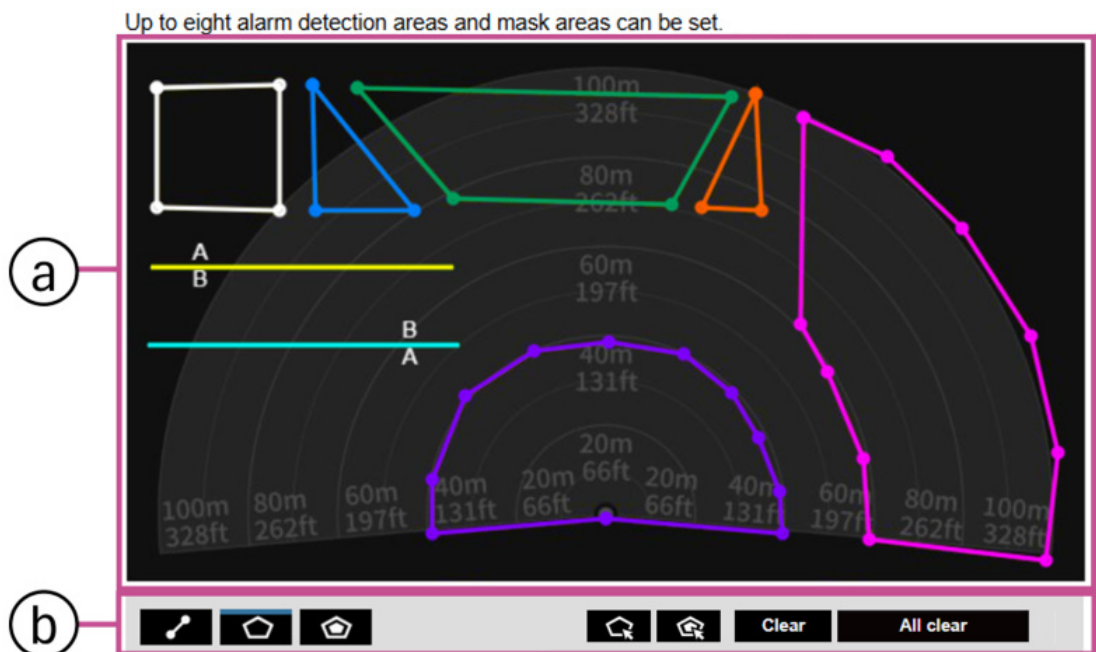 Up to eight alarm detection areas and mask areas can be set.
100m
328ft
80m
262ft
A
B
60m
197ft
B
A
40m
131ft
20m
66ft
100m
328ft
80m
262ft
60m
197ft
40m
131ft
20m
66ft
20m
66ft
40m
131ft
60m
197ft
80m
262ft
100m
328ft
a
b
Clear
All clear